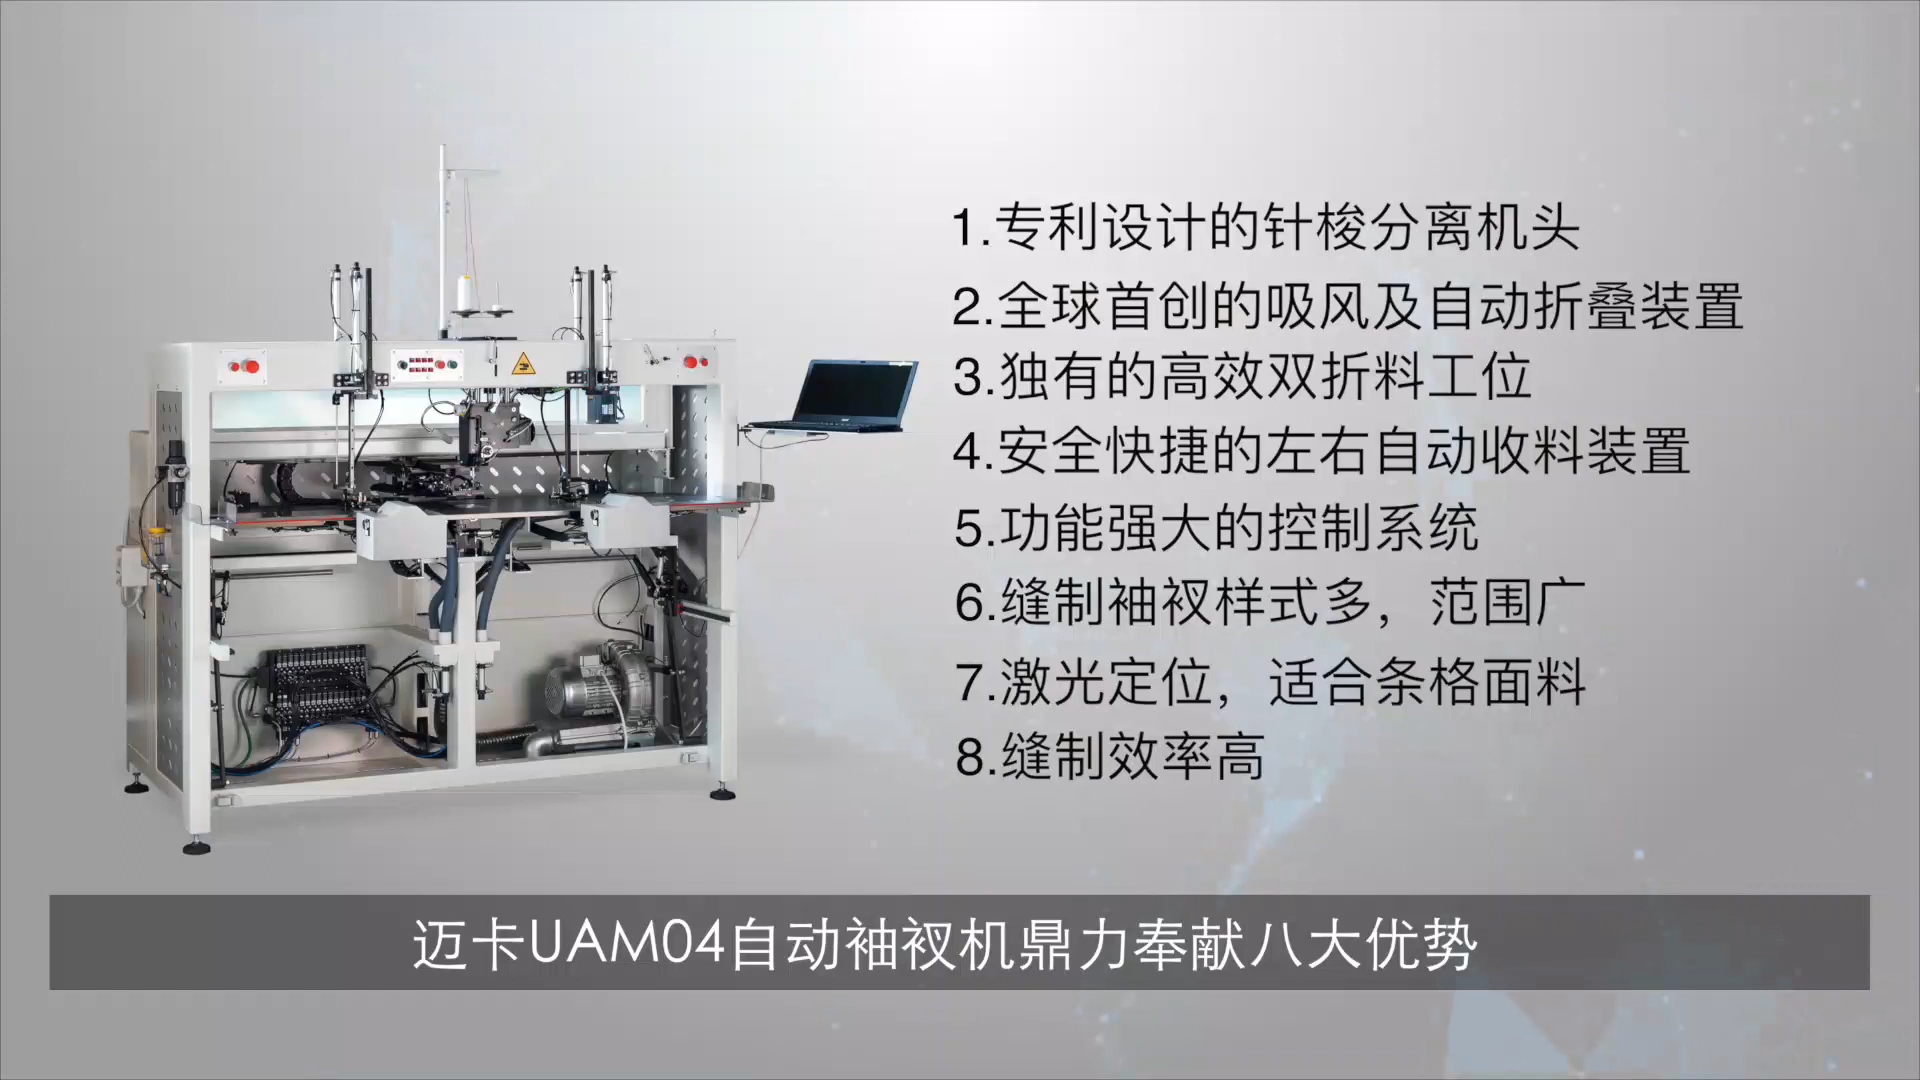 1.专利设计的针梭分离机头
2.全球首创的吸风及自动折叠装置
3.独有的高效双折料工位
4.安全快捷的左右自动收料装置
5.功能强大的控制系统
6.缝制袖衩样式多，范围广
7.激光定位，适合条格面料
8.缝制效率高
迈卡UAM04自动袖衩机鼎力奉献八大优势